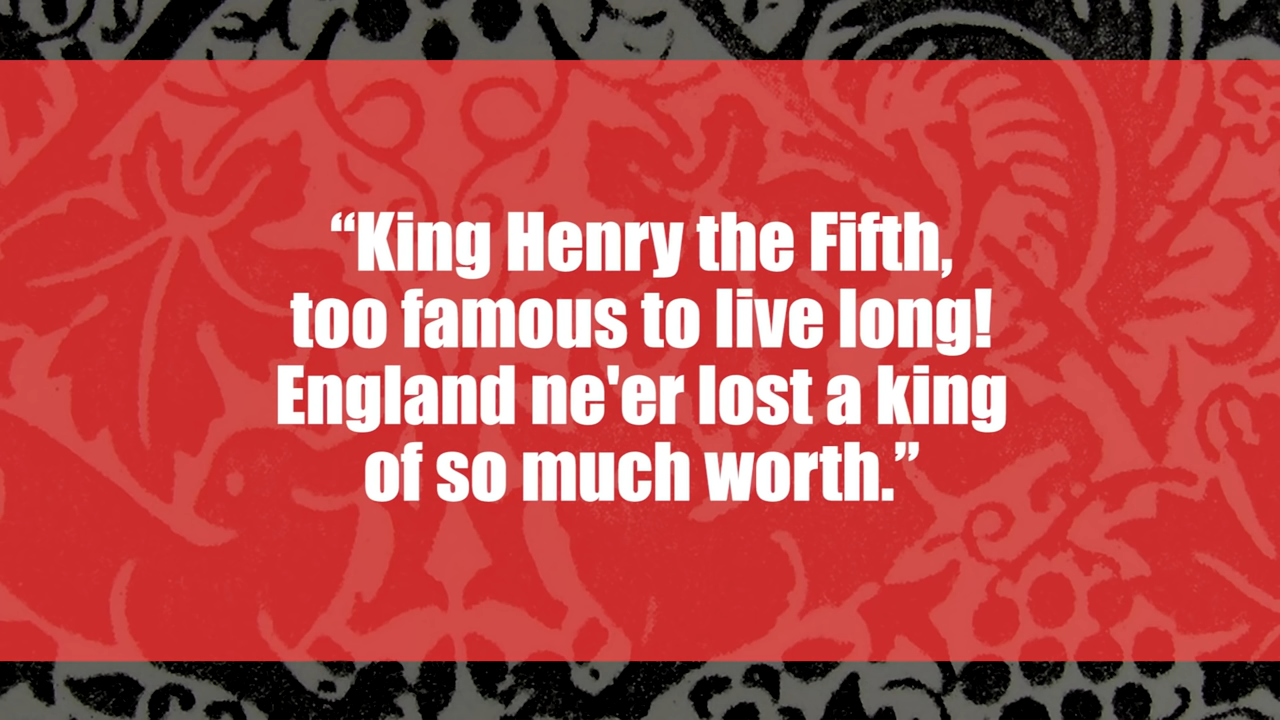 “King Henry the Fifth,
too famous to live long!
England ne'er lost a king
of so much worth.”